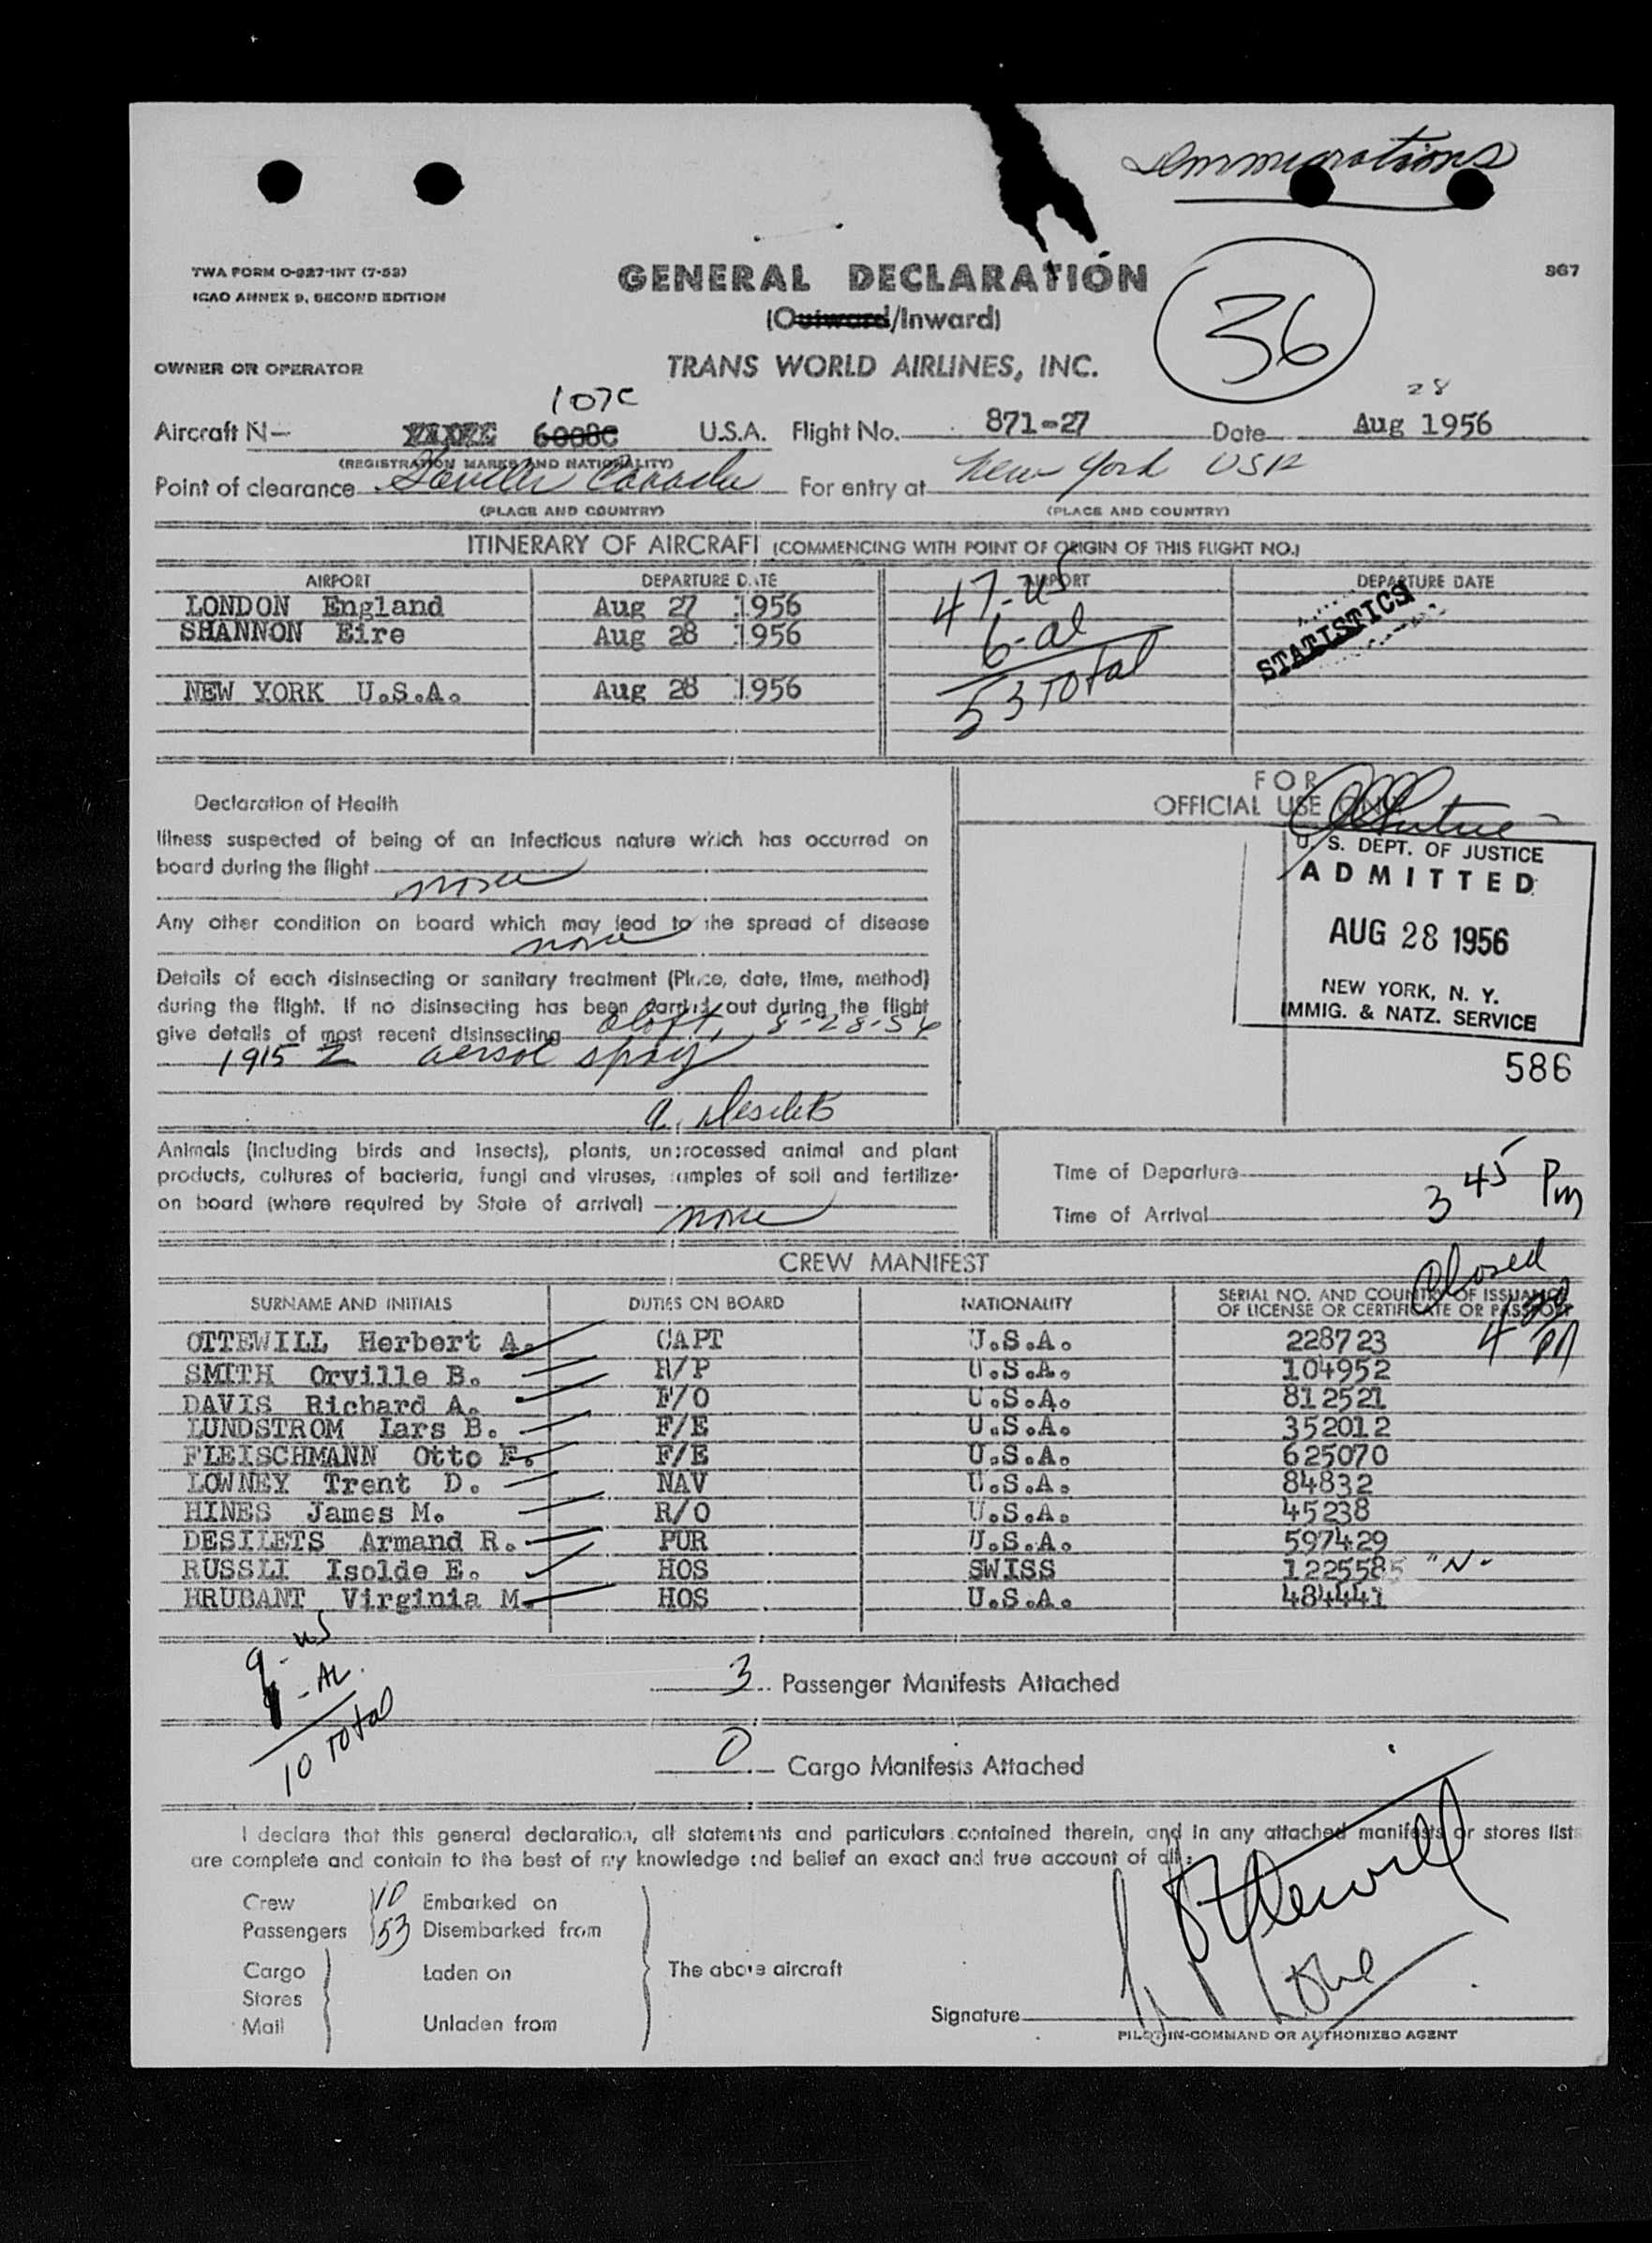 Immigrations
TWA FORM O-927-INT (7-53)
ICAO ANNEX 9, SECOND EDITION
GENERAL DECLARATION
867
(Outward/Inward)
36
OWNER OR OPERATOR
TRANS WORLD AIRLINES, INC.
107C
28
Aircraft N- 6008C U.S.A. Flight No. 871-27 Date Aug 1956
(REGISTRATION MARKS AND NATIONALITY)
Point of clearance Canada For entry at New York USA
(PLACE AND COUNTRY) (PLACE AND COUNTRY)
ITINERARY OF AIRCRAFT (COMMENCING WITH POINT OF ORIGIN OF THIS FLIGHT NO.)
AIRPORT DEPARTURE DATE AIRPORT DEPARTURE DATE
LONDON England Aug 27 1956
SHANNON Eire Aug 28 1956
NEW YORK U.S.A. Aug 28 1956
47-us
6-al
53 Total
STATISTICS
Declaration of Health
Illness suspected of being of an infectious nature which has occurred on
board during the flight
none
Any other condition on board which may lead to the spread of disease
none
Details of each disinsecting or sanitary treatment (Place, date, time, method)
during the flight. If no disinsecting has been carried out during the flight
give details of most recent disinsecting aloft, 8-28-56
1915 Z aersol spray
a. Desilets
FOR
OFFICIAL USE ONLY
U. S. DEPT. OF JUSTICE
ADMITTED
AUG 28 1956
NEW YORK, N. Y.
IMMIG. & NATZ. SERVICE
586
Animals (including birds and insects), plants, unprocessed animal and plant
products, cultures of bacteria, fungi and viruses, samples of soil and fertilizer
on board (where required by State of arrival) none
Time of Departure
Time of Arrival 3 45 Pm
CREW MANIFEST
Closed
SURNAME AND INITIALS DUTIES ON BOARD NATIONALITY SERIAL NO. AND COUNTRY OF ISSUANCE
OF LICENSE OR CERTIFICATE OR PASSPORT
OTTEWILL Herbert A. CAPT U.S.A. 228723
SMITH Orville B. R/P U.S.A. 104952
DAVIS Richard A. F/O U.S.A. 812521
LUNDSTROM Lars B. F/E U.S.A. 352012
FLEISCHMANN Otto F. F/E U.S.A. 625070
LOWNEY Trent D. NAV U.S.A. 84832
HINES James M. R/O U.S.A. 45238
DESILETS Armand R. PUR U.S.A. 597429
RUSSLI Isolde E. HOS SWISS 1225585 "N-
HRUBANT Virginia M. HOS U.S.A. 484441
9-us
- AL.
10 Total
3 Passenger Manifests Attached
0 Cargo Manifests Attached
I declare that this general declaration, all statements and particulars contained therein, and in any attached manifests or stores lists
are complete and contain to the best of my knowledge and belief an exact and true account of all:
Crew 10 Embarked on
Passengers 53 Disembarked from
Cargo Laden on The above aircraft
Stores
Mail Unladen from
Signature Ottewill
PILOT-IN-COMMAND OR AUTHORIZED AGENT